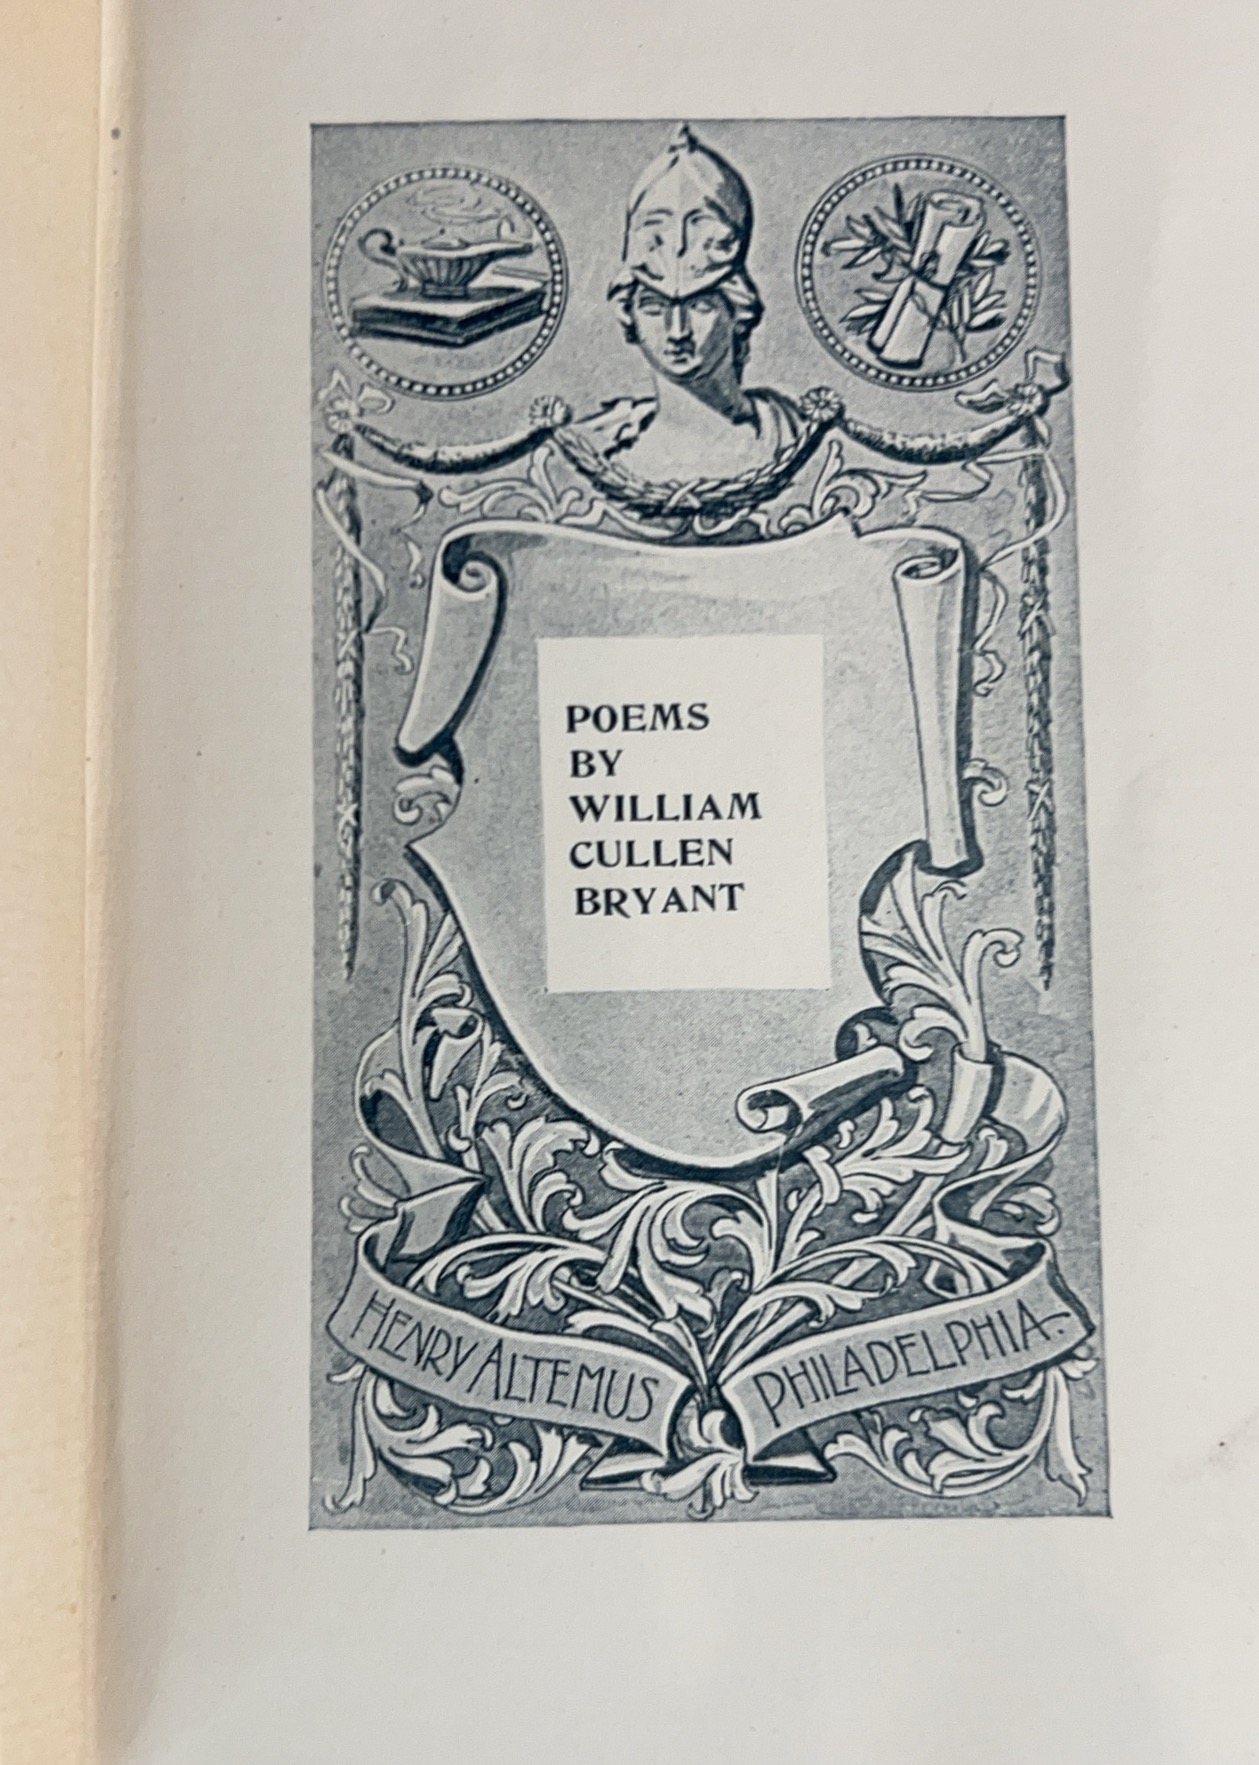 POEMS
BY
WILLIAM
CULLEN
BRYANT
HENRY ALTEMUS
PHILADELPHIA.